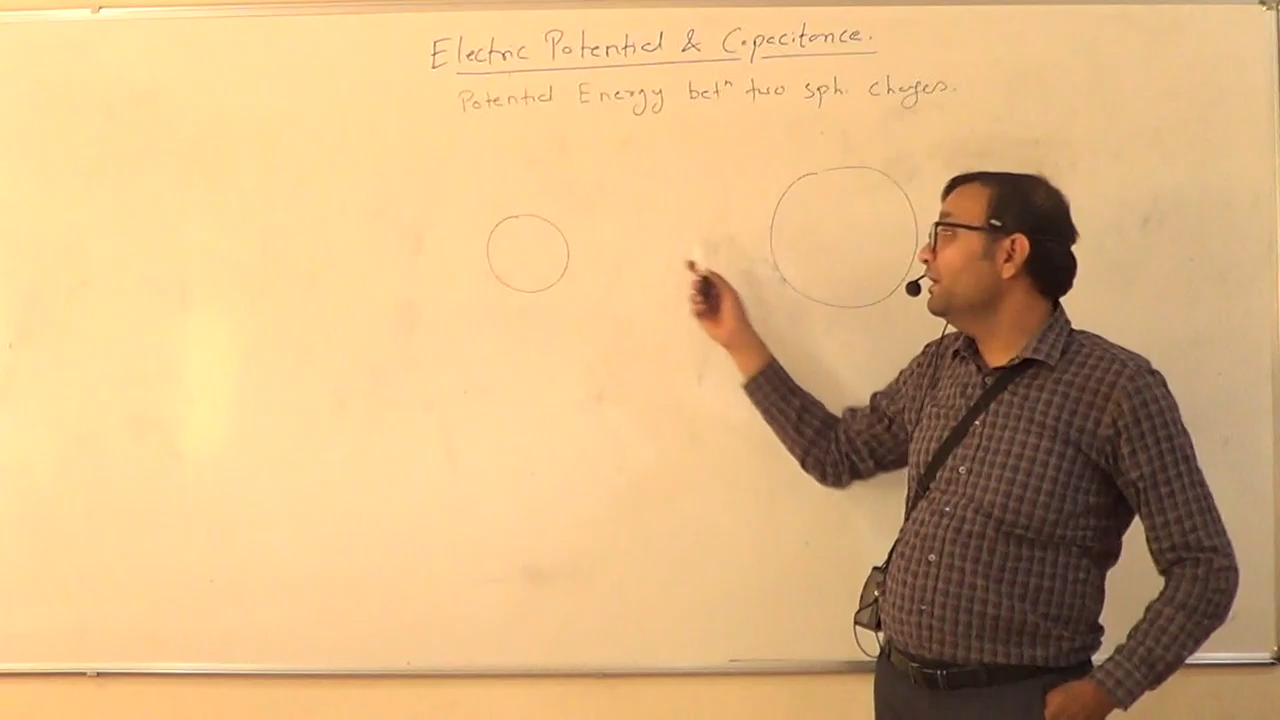 Electric Potential & Capacitance.
Potential Energy betⁿ two sph. charges.